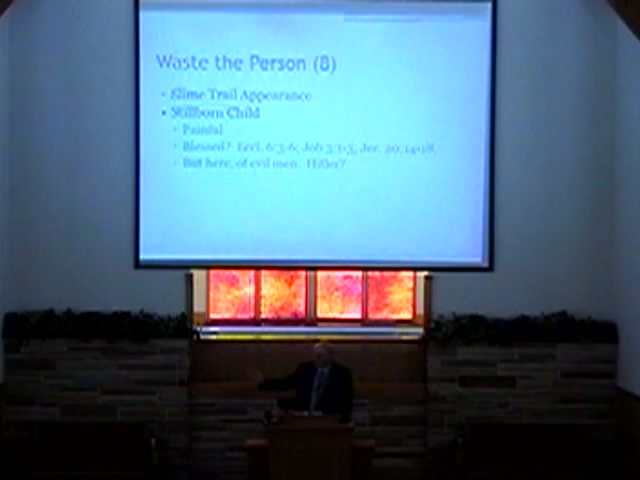 Waste the Person (8)
Slime Trail Appearance
Stillborn Child
Painful
Blessed? Eccl. 6:3-6; Job 3:1-3, Jer. 20:14-18.
But here, of evil men. Hitler?